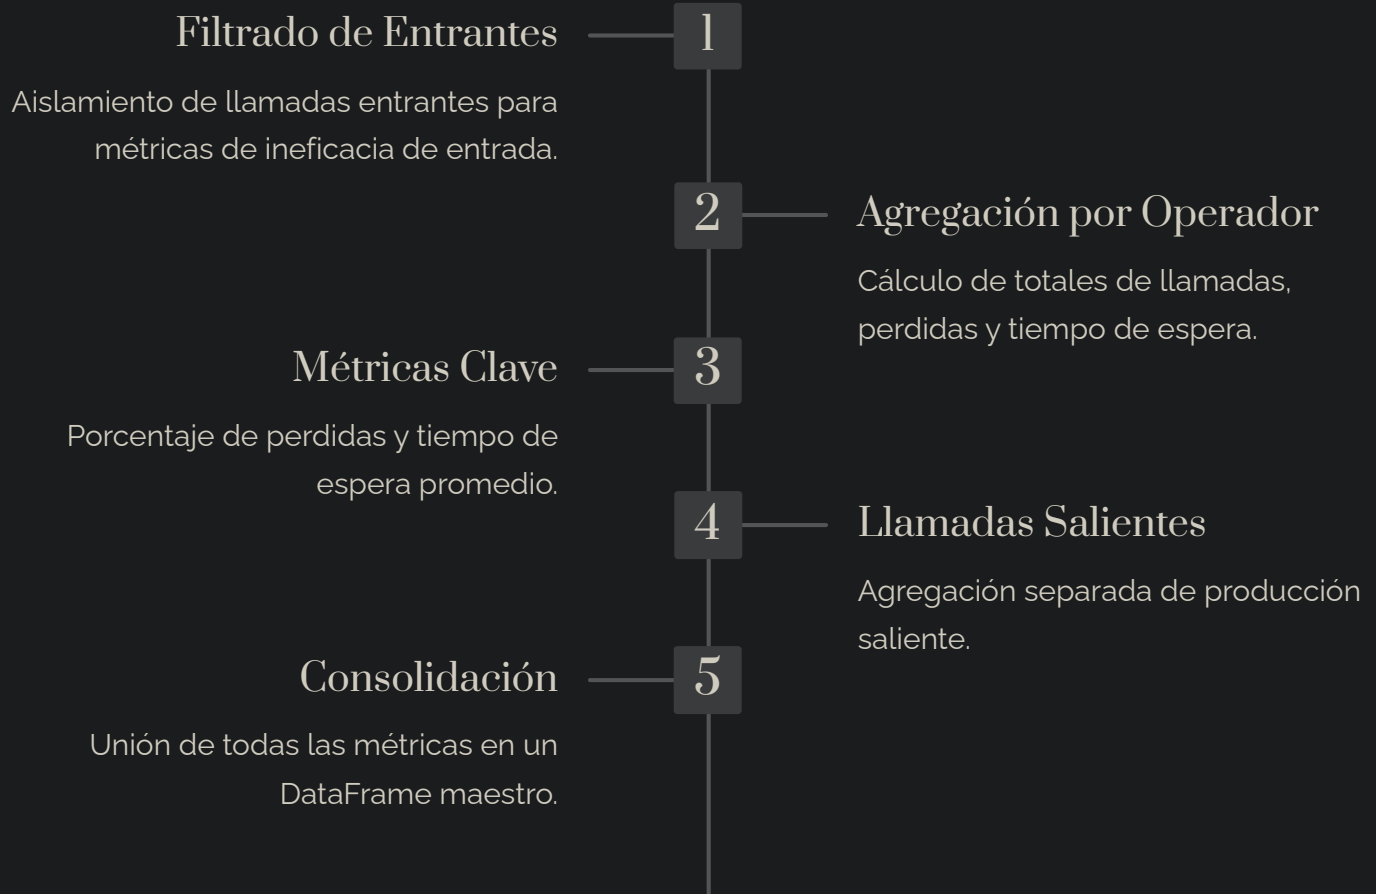 Filtrado de Entrantes
1
Aislamiento de llamadas entrantes para
métricas de ineficacia de entrada.
2
Agregación por Operador
Cálculo de totales de llamadas,
perdidas y tiempo de espera.
Métricas Clave
3
Porcentaje de perdidas y tiempo de
espera promedio.
4
Llamadas Salientes
Agregación separada de producción
saliente.
Consolidación
5
Unión de todas las métricas en un
DataFrame maestro.